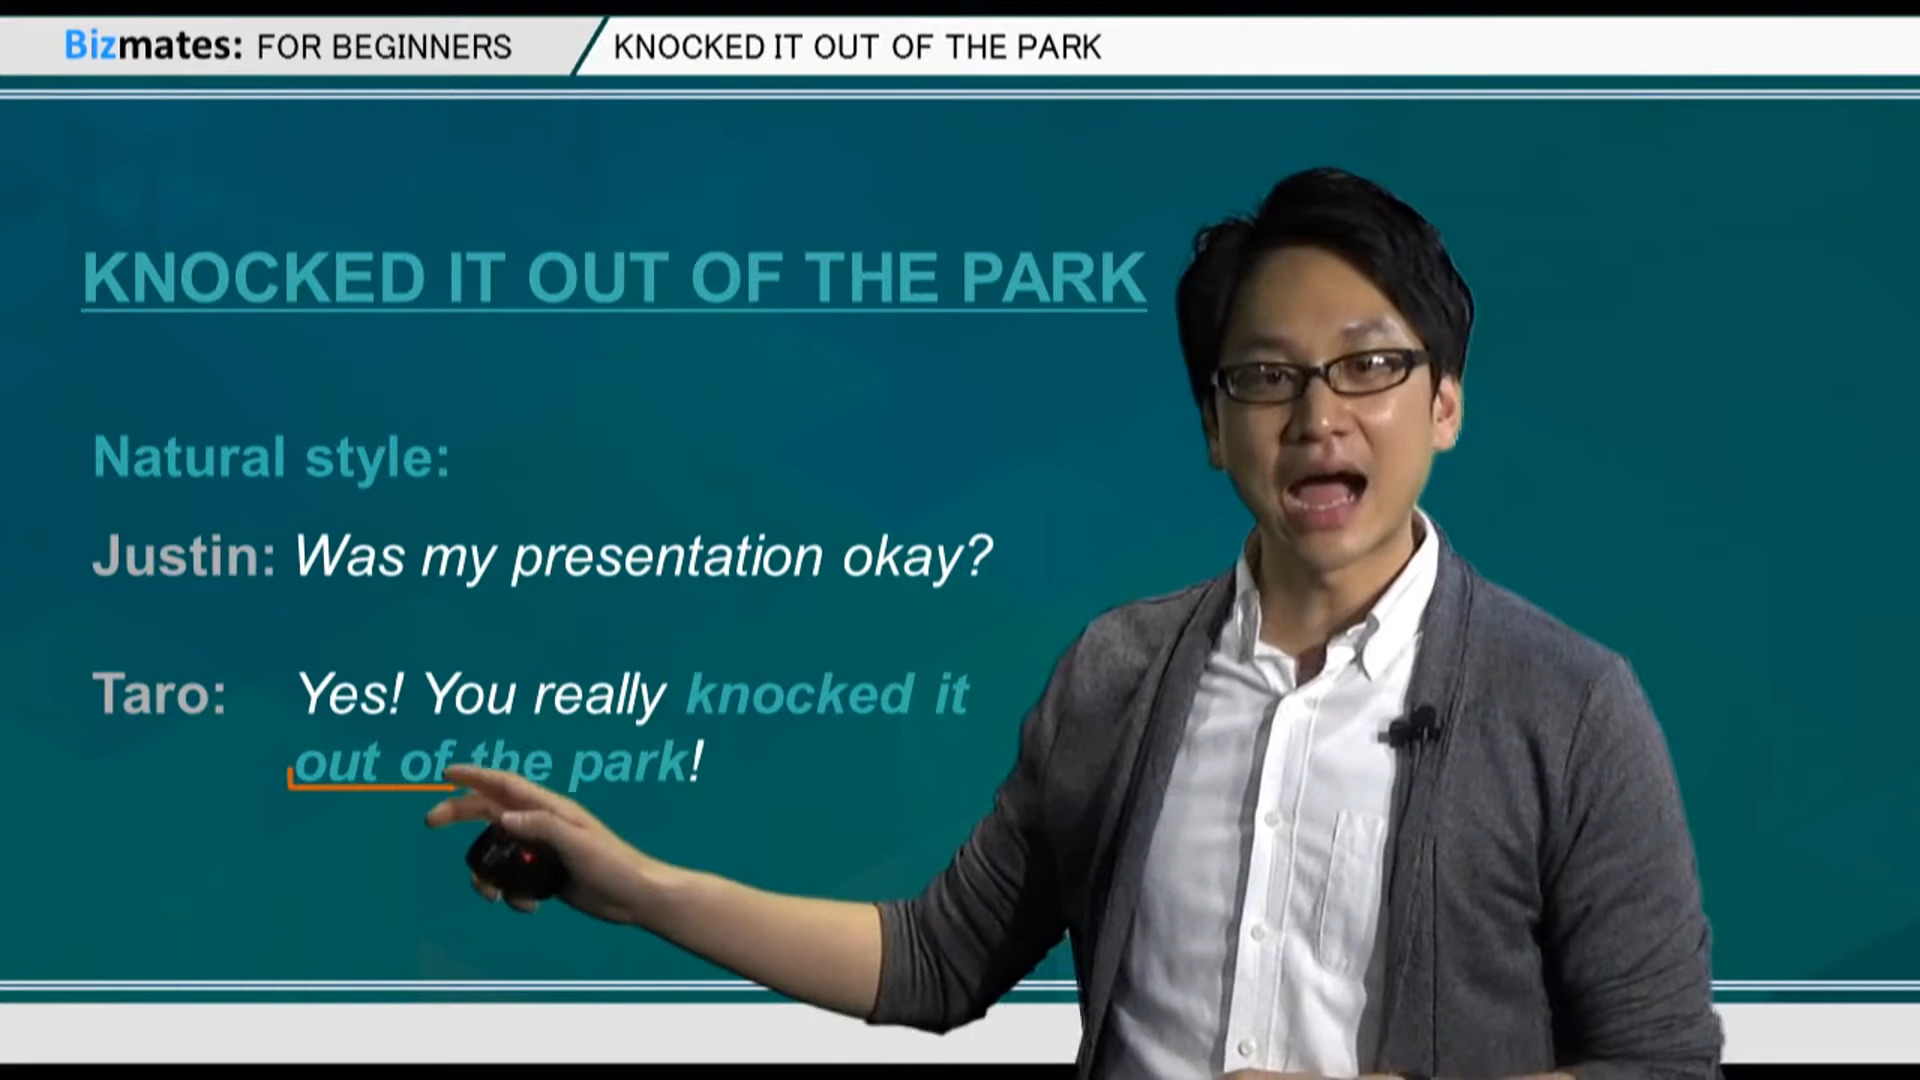 Bizmates: FOR BEGINNERS KNOCKED IT OUT OF THE PARK
KNOCKED IT OUT OF THE PARK
Natural style:
Justin: Was my presentation okay?
Taro: Yes! You really knocked it
out of the park!